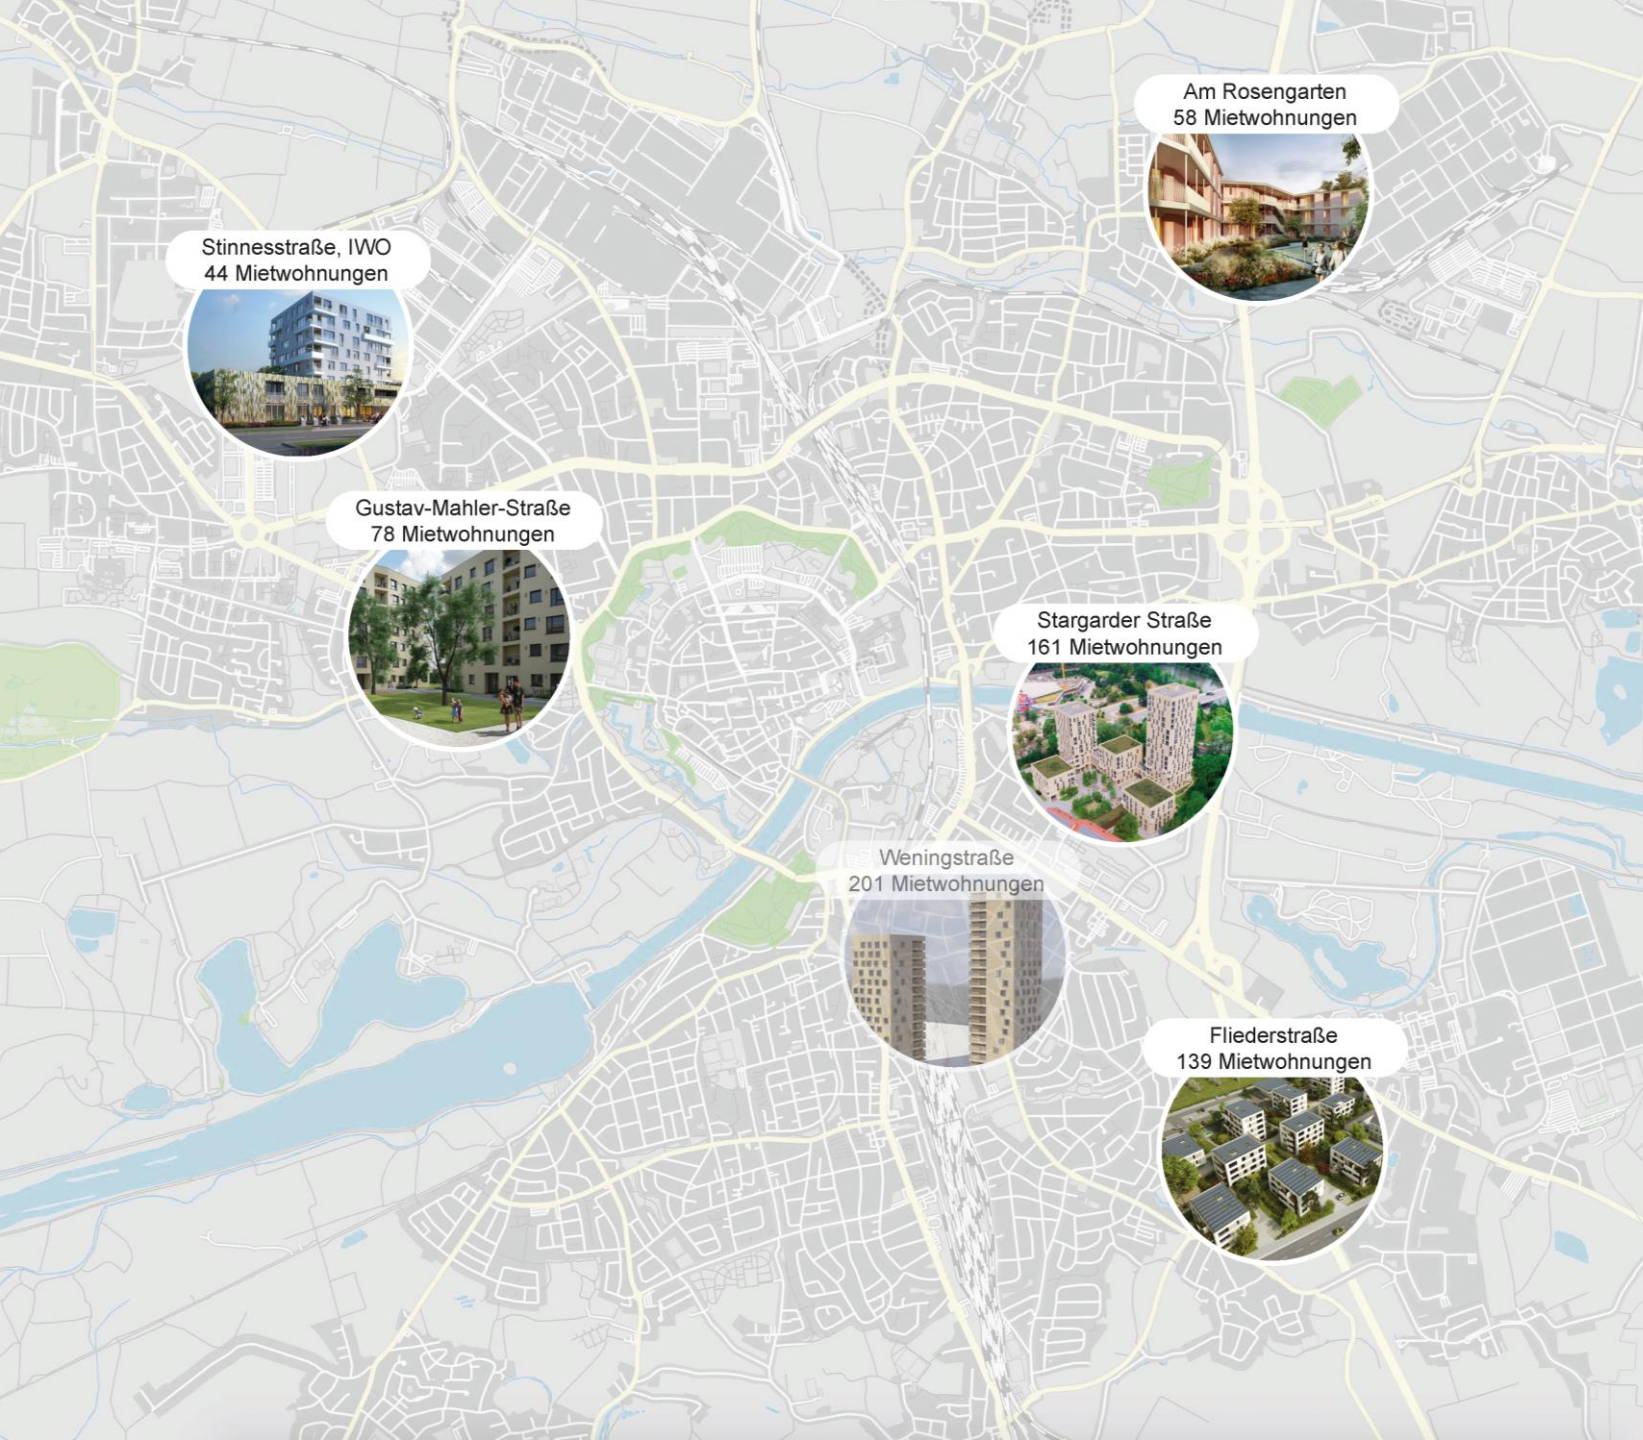 Am Rosengarten
58 Mietwohnungen
Stinnesstraße, IWO
44 Mietwohnungen
Gustav-Mahler-Straße
78 Mietwohnungen
Stargarder Straße
161 Mietwohnungen
Weningstraße
201 Mietwohnungen
Fliederstraße
139 Mietwohnungen